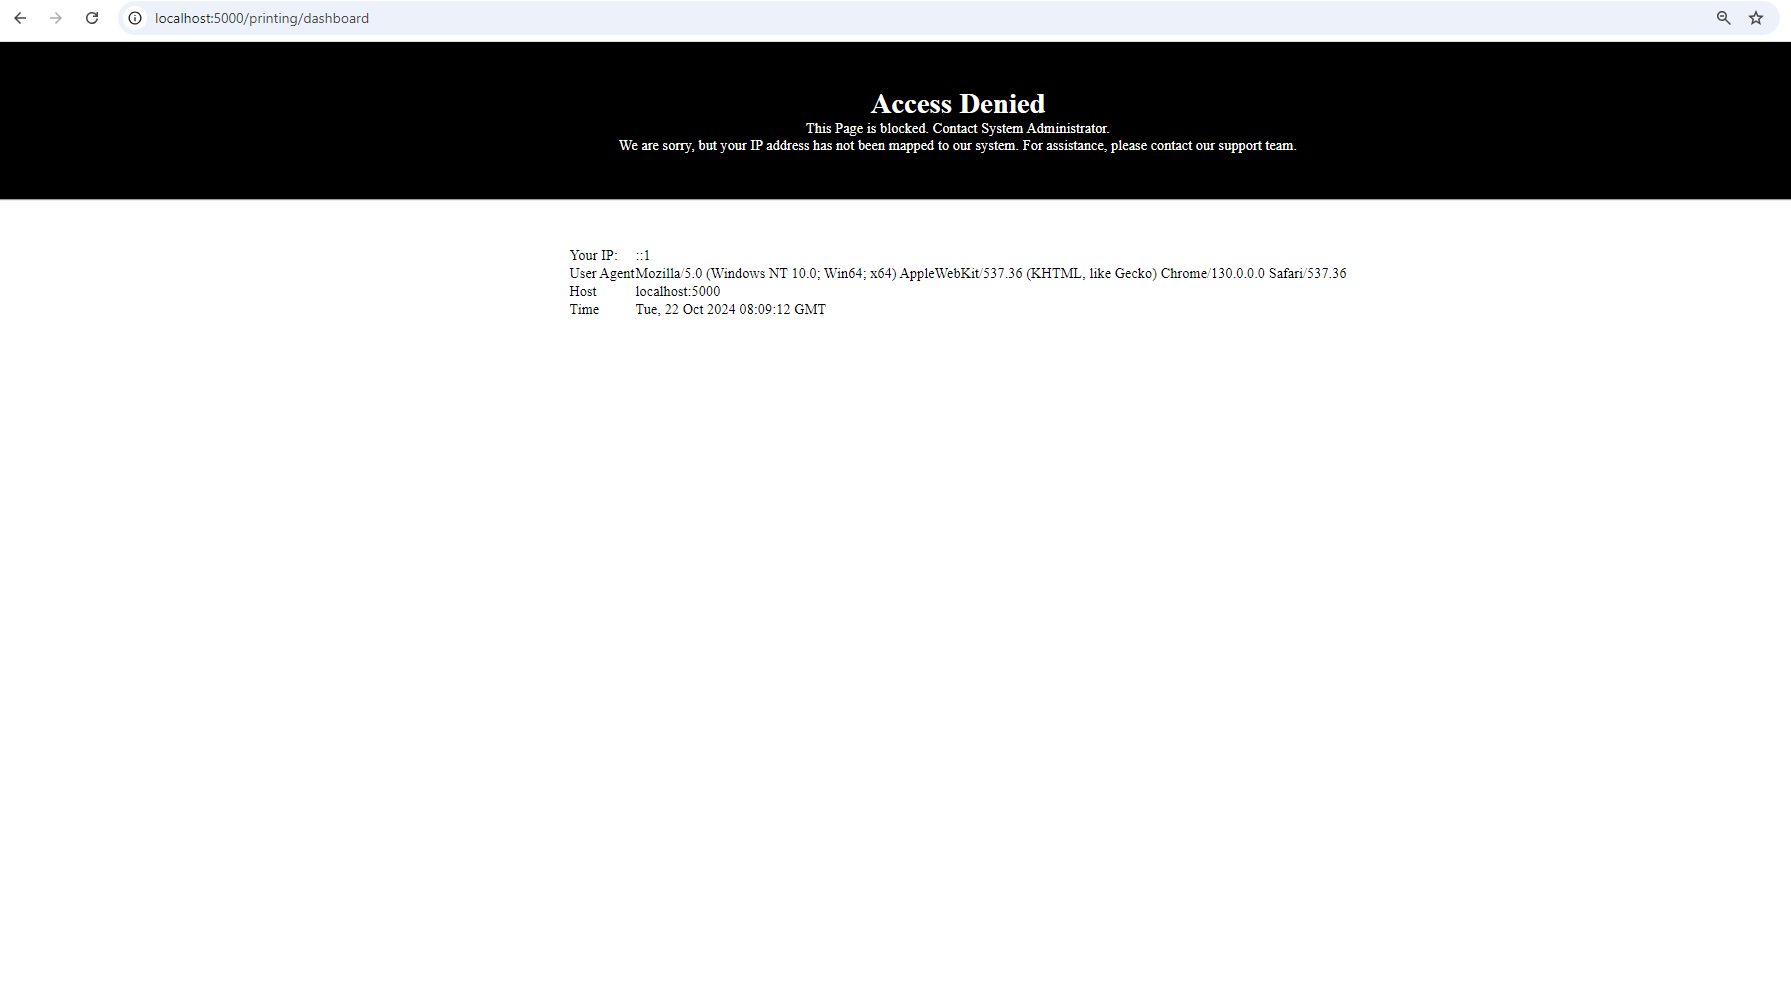 localhost:5000/printing/dashboard
Access Denied
This Page is blocked. Contact System Administrator.
We are sorry, but your IP address has not been mapped to our system. For assistance, please contact our support team.
Your IP: ::1
User Agent Mozilla/5.0 (Windows NT 10.0; Win64; x64) AppleWebKit/537.36 (KHTML, like Gecko) Chrome/130.0.0.0 Safari/537.36
Host localhost:5000
Time Tue, 22 Oct 2024 08:09:12 GMT